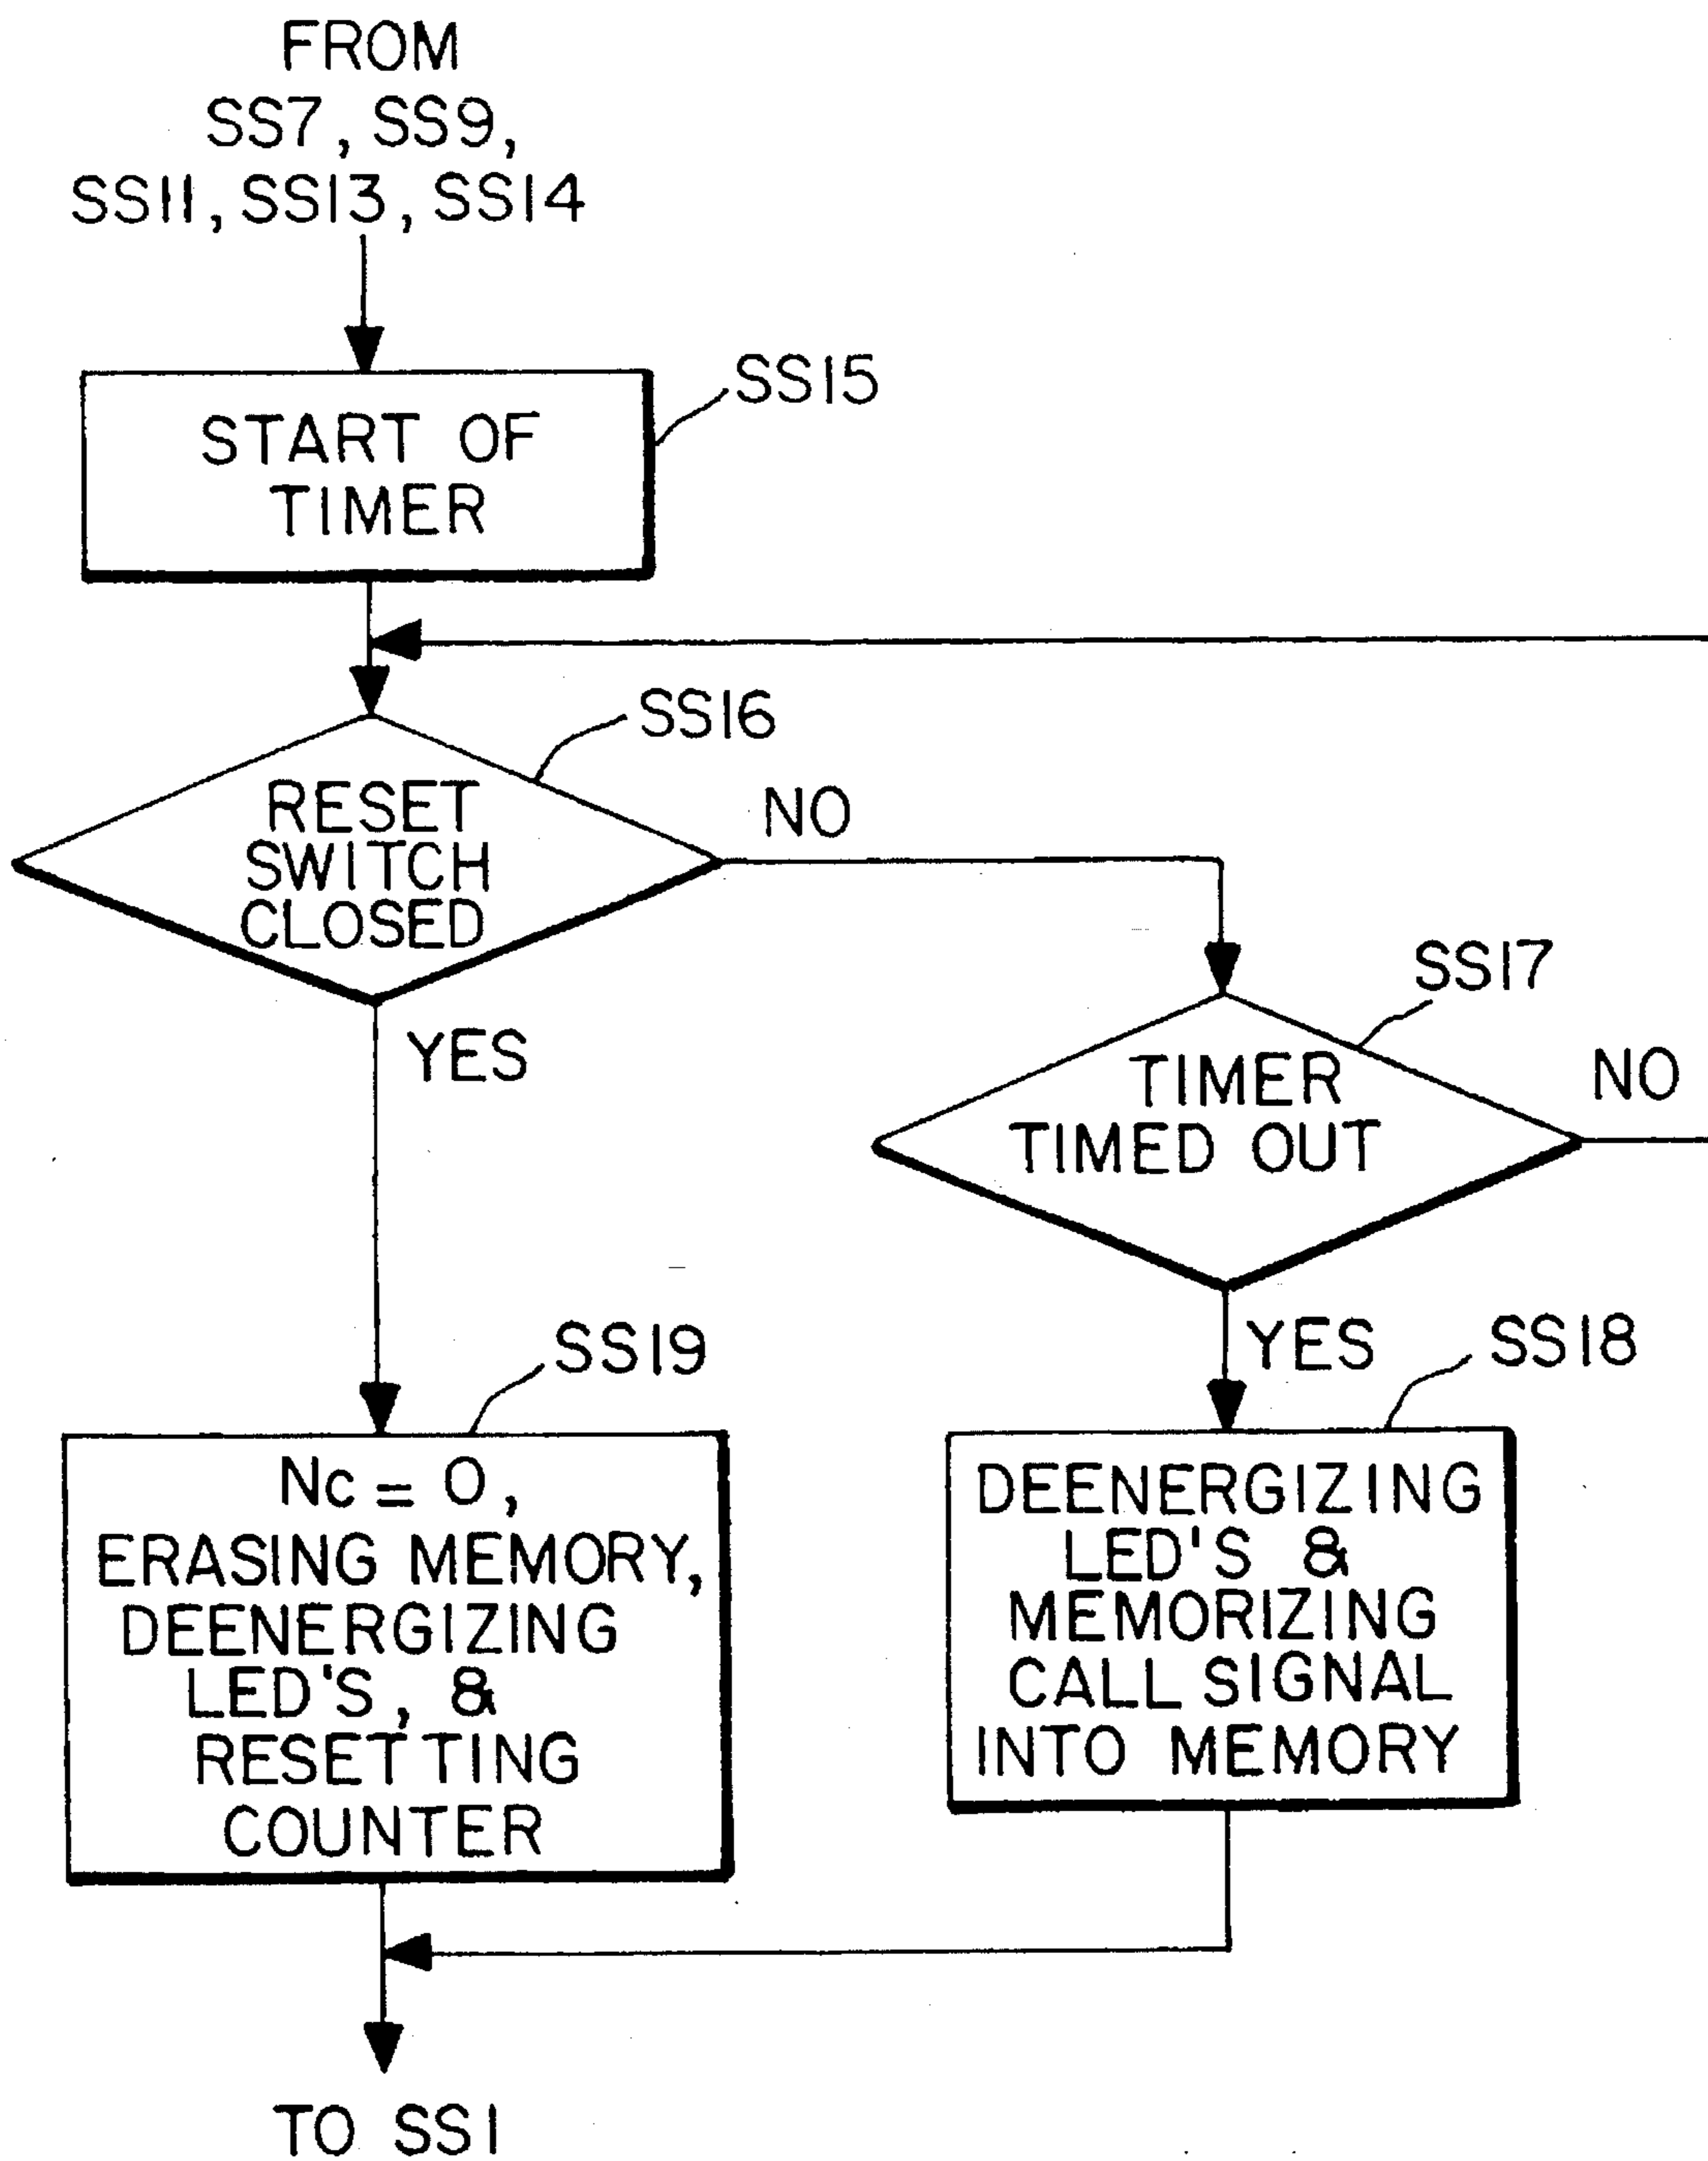 FROM
SS7, SS9,
SS11, SS13, SS14
SS15
START OF
TIMER
SS16
RESET
SWITCH
CLOSED
NO
YES
SS17
TIMER
TIMED OUT
NO
YES
SS18
SS19
Nc = 0,
ERASING MEMORY,
DEENERGIZING
LED'S, &
RESETTING
COUNTER
DEENERGIZING
LED'S &
MEMORIZING
CALL SIGNAL
INTO MEMORY
TO SS1